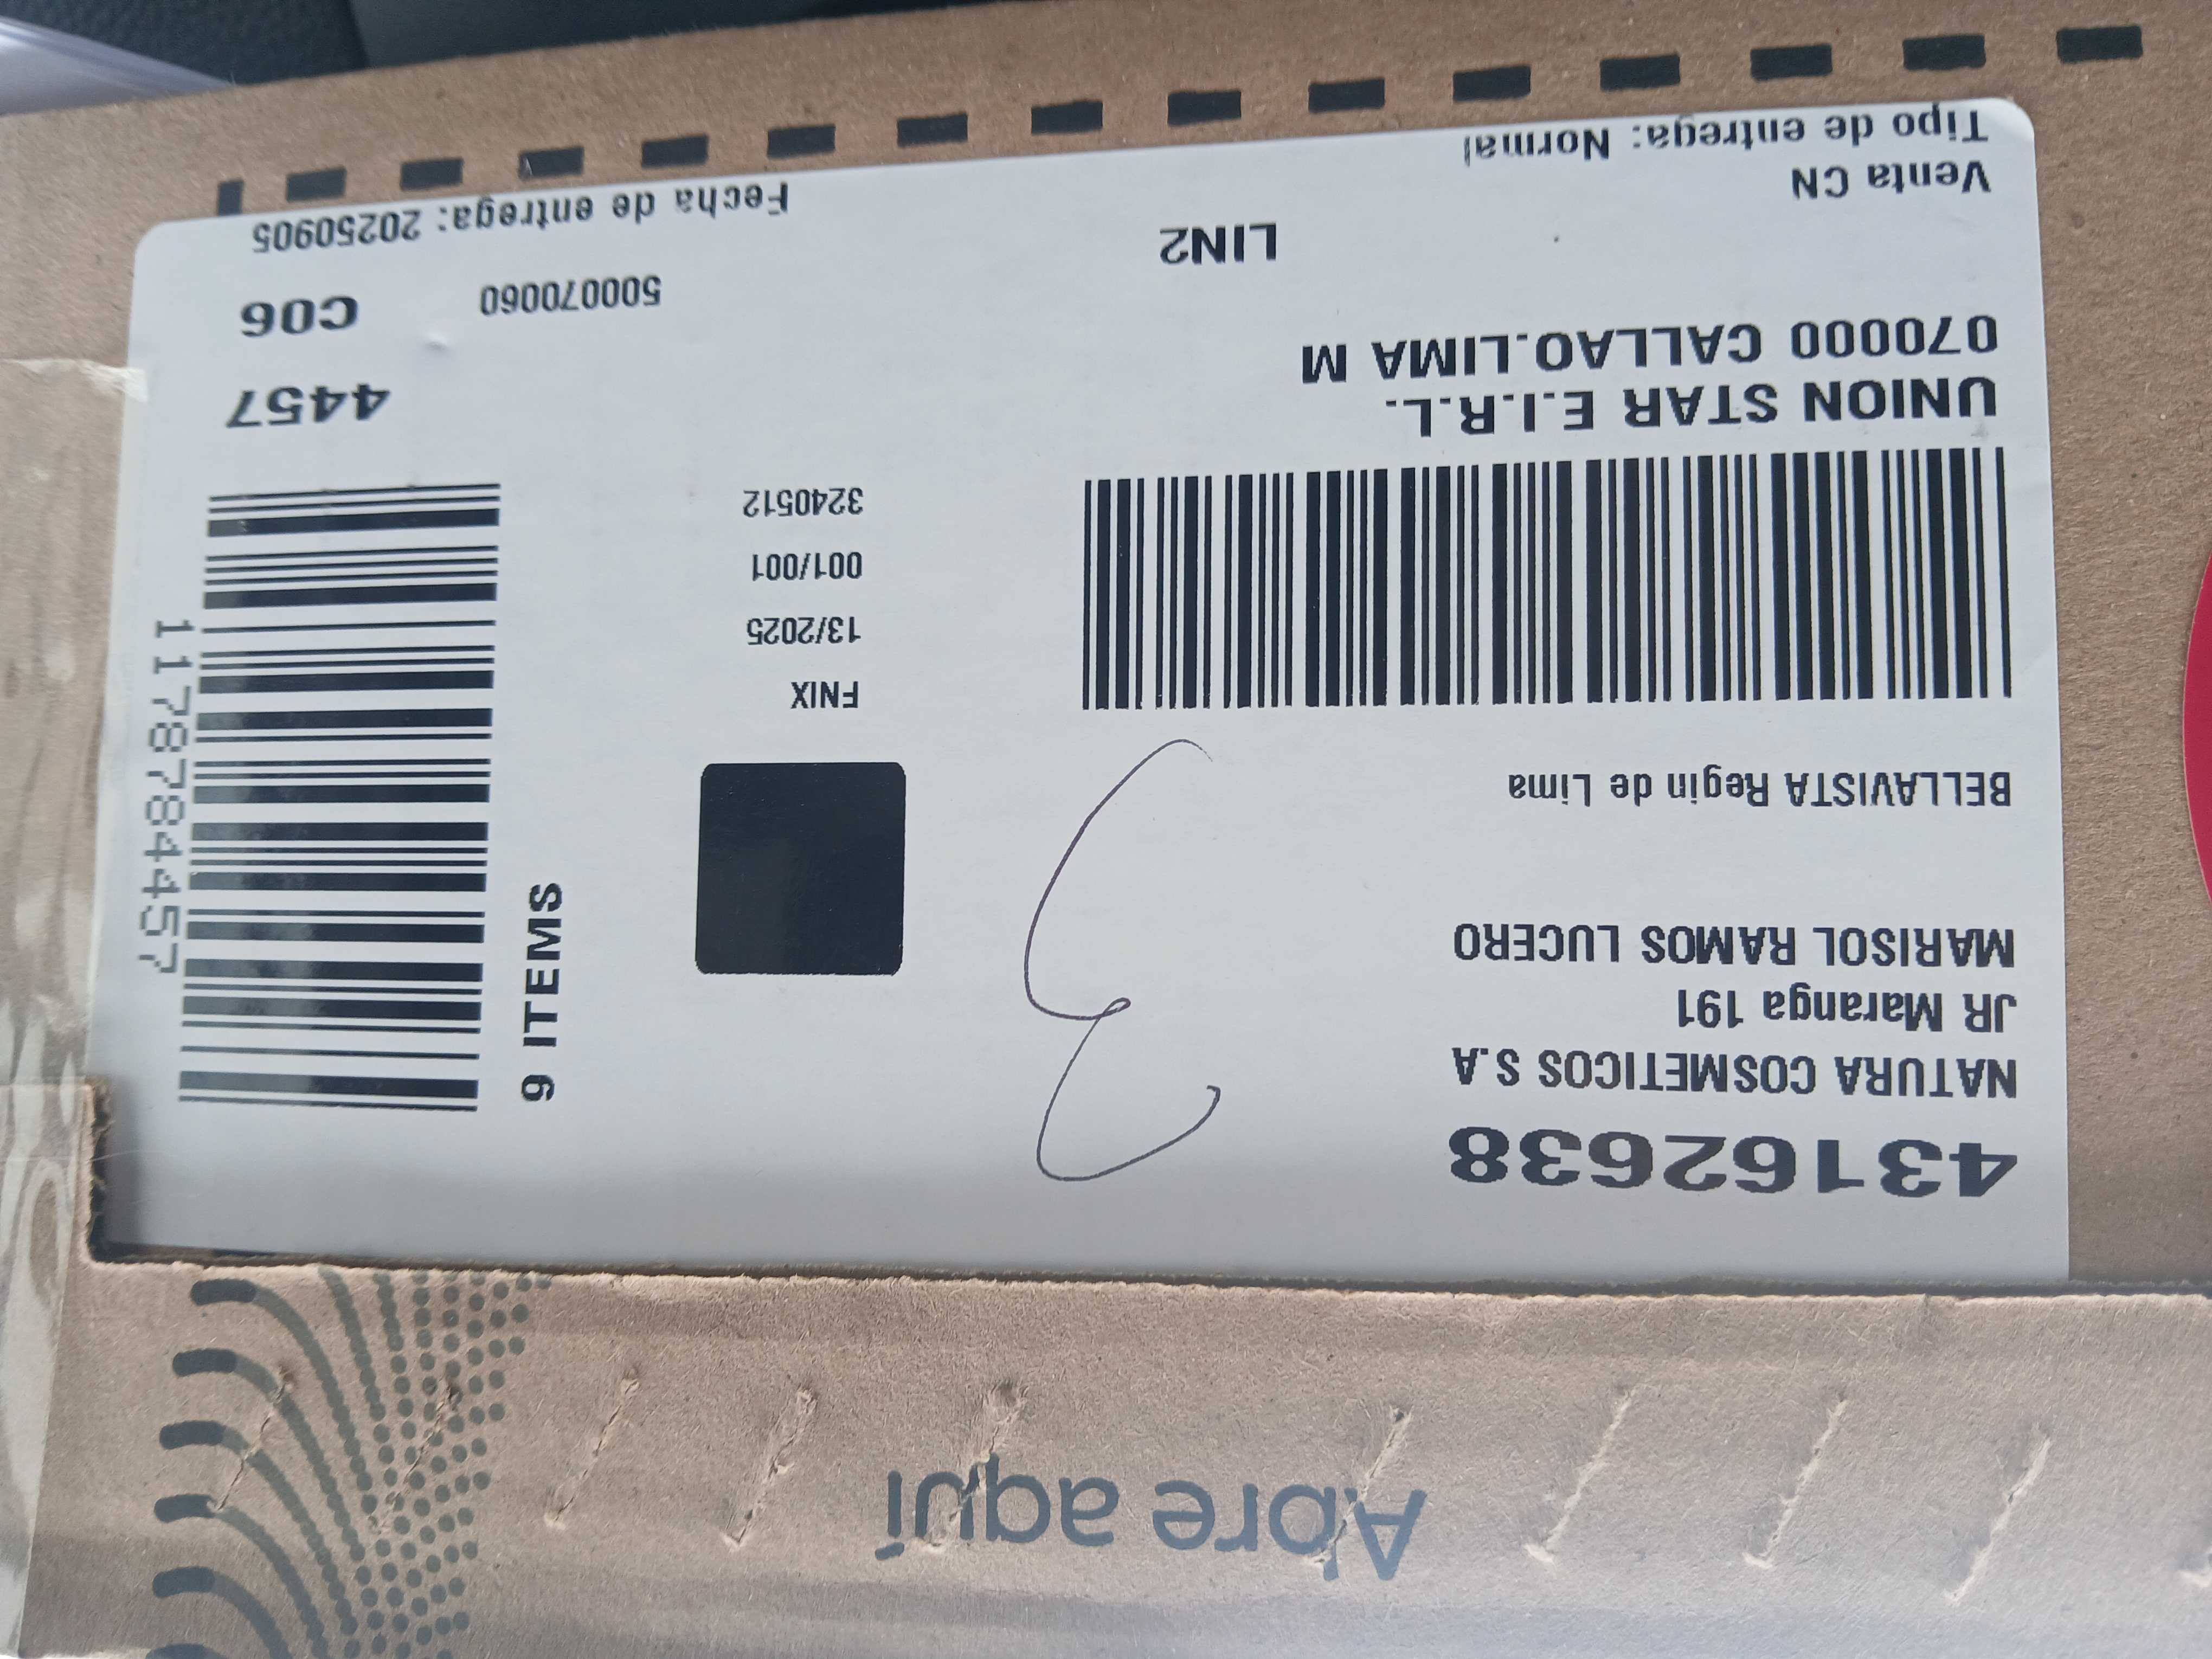 Abre aquí
43162638
NATURA COSMETICOS S.A
JR Maranga 191
MARISOL RAMOS LUCERO
BELLAVISTA Regin de Lima
3
9 ITEMS
1178784457
FNIX
13/2025
001/001
3240512
UNION STAR E.I.R.L.
070000 CALLAO.LIMA M
4457
500070060
C06
LIN2
Venta CN
Tipo de entrega: Normal
Fecha de entrega: 20250905